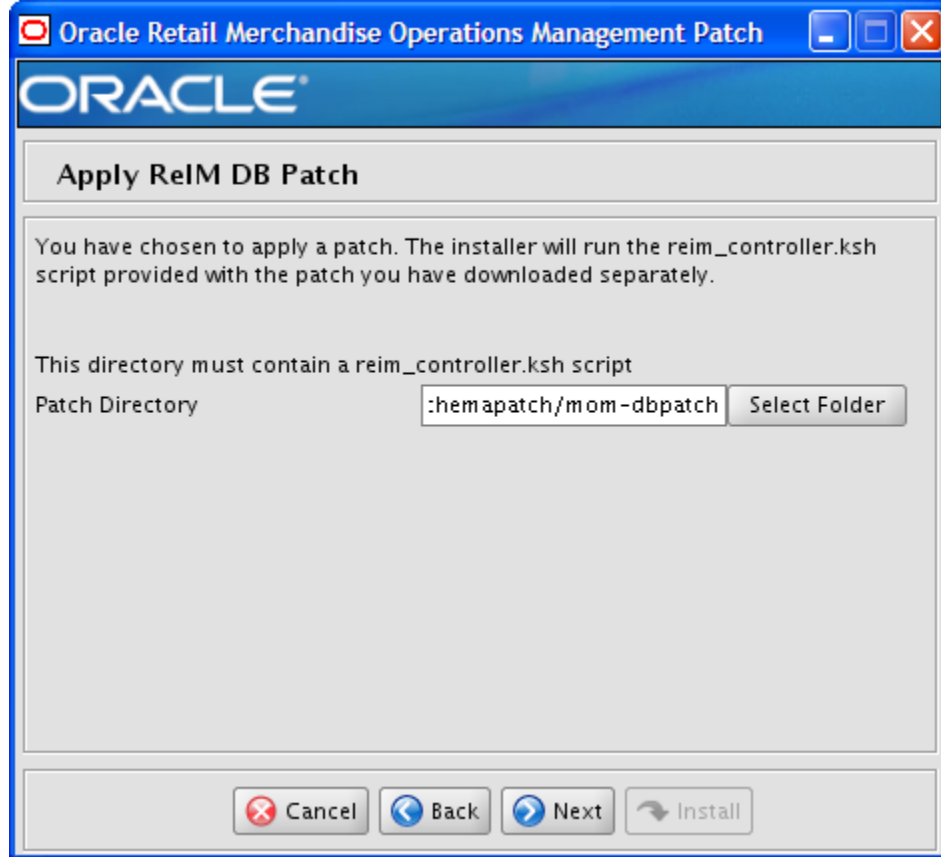 Oracle Retail Merchandise Operations Management Patch
ORACLE®
Apply ReIM DB Patch
You have chosen to apply a patch. The installer will run the reim_controller.ksh
script provided with the patch you have downloaded separately.
This directory must contain a reim_controller.ksh script
Patch Directory :hemapatch/mom-dbpatch Select Folder
Cancel Back Next Install